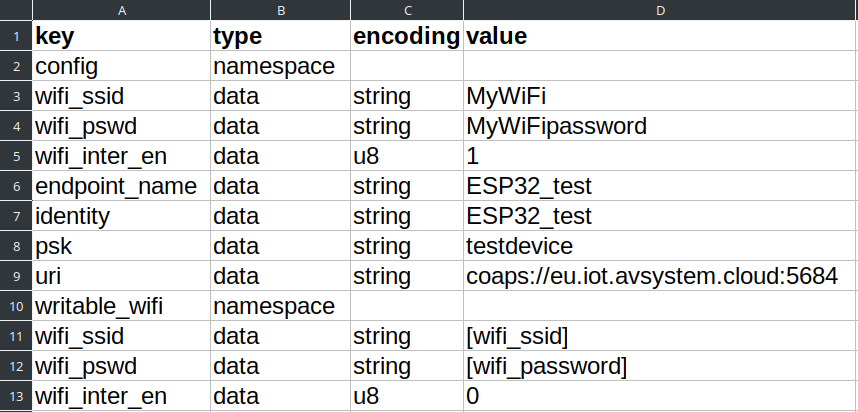 A B C D
1 key type encoding value
2 config namespace
3 wifi_ssid data string MyWiFi
4 wifi_pswd data string MyWiFipassword
5 wifi_inter_en data u8 1
6 endpoint_name data string ESP32_test
7 identity data string ESP32_test
8 psk data string testdevice
9 uri data string coaps://eu.iot.avsystem.cloud:5684
10 writable_wifi namespace
11 wifi_ssid data string [wifi_ssid]
12 wifi_pswd data string [wifi_password]
13 wifi_inter_en data u8 0